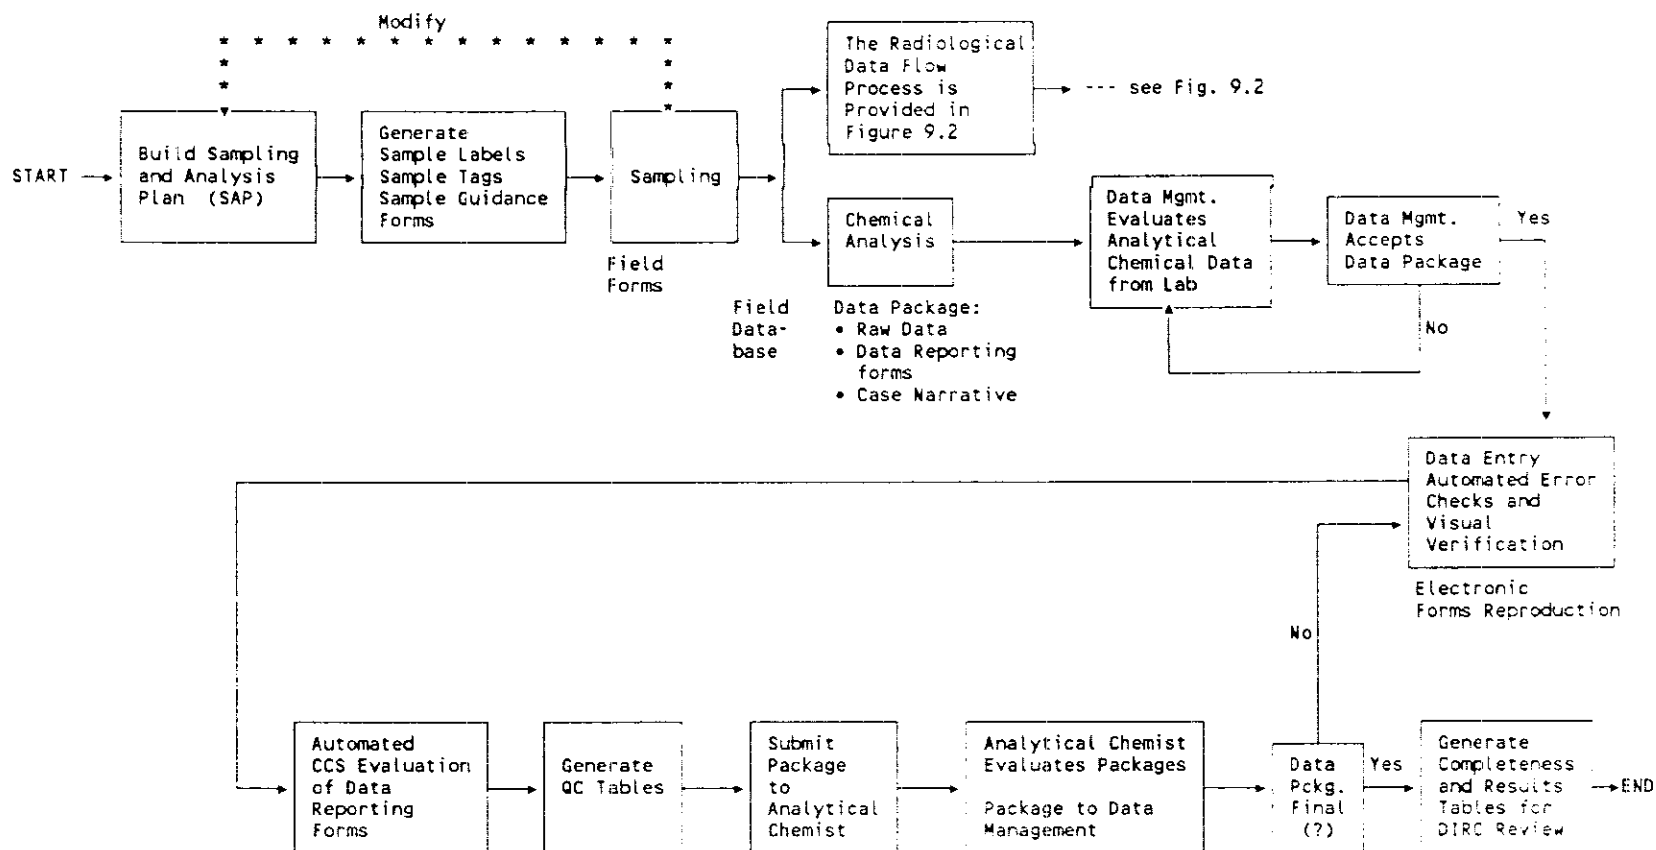 Modify
The Radiological
Data Flow
Process is
Provided in
Figure 9.2
--- see Fig. 9.2
START
Build Sampling
and Analysis
Plan (SAP)
Generate
Sample Labels
Sample Tags
Sample Guidance
Forms
Sampling
Field
Forms
Chemical
Analysis
Field
Data-
base
Data Package:
• Raw Data
• Data Reporting
forms
• Case Narrative
Data Mgmt.
Evaluates
Analytical
Chemical Data
from Lab
Data Mgmt.
Accepts
Data Package
Yes
No
Data Entry
Automated Error
Checks and
Visual
Verification
Electronic
Forms Reproduction
No
Automated
CCS Evaluation
of Data
Reporting
Forms
Generate
QC Tables
Submit
Package
to
Analytical
Chemist
Analytical Chemist
Evaluates Packages
Package to Data
Management
Data
Pckg.
Final
(?)
Yes
Generate
Completeness
and Results
Tables for
DIRC Review
END